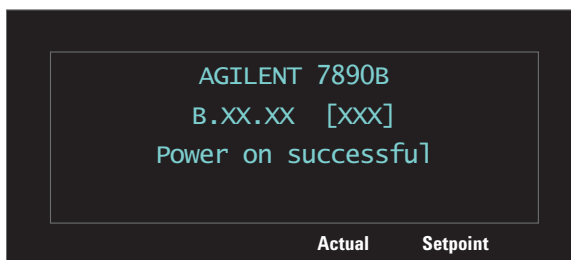 AGILENT 7890B
B.XX.XX [XXX]
Power on successful
Actual Setpoint